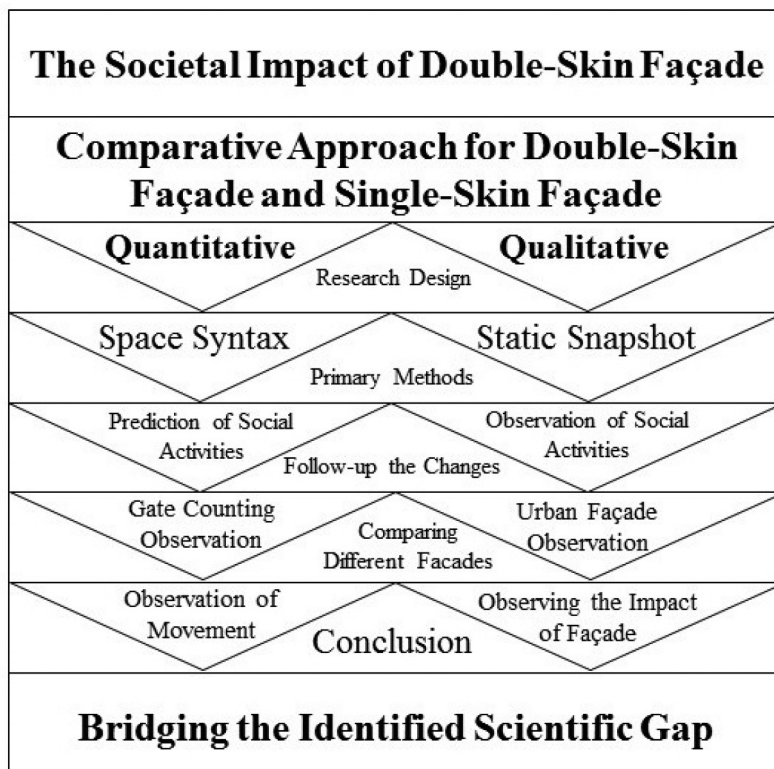 The Societal Impact of Double-Skin Façade
Comparative Approach for Double-Skin
Façade and Single-Skin Façade
Quantitative
Qualitative
Research Design
Space Syntax
Static Snapshot
Primary Methods
Prediction of Social
Activities
Observation of Social
Activities
Follow-up the Changes
Gate Counting
Observation
Urban Façade
Observation
Comparing
Different Facades
Observation of
Movement
Observing the Impact
of Façade
Conclusion
Bridging the Identified Scientific Gap